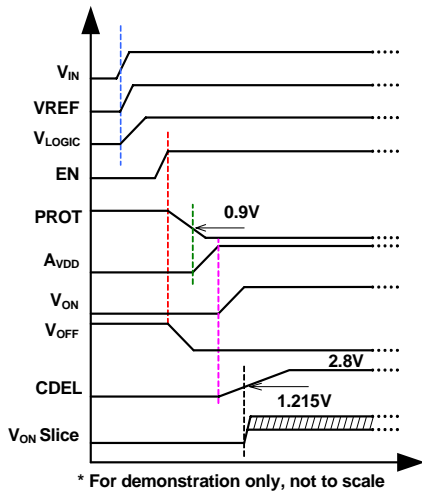 VIN
VREF
VLOGIC
EN
PROT
0.9V
AVDD
VON
VOFF
2.8V
CDEL
1.215V
VON Slice
* For demonstration only, not to scale